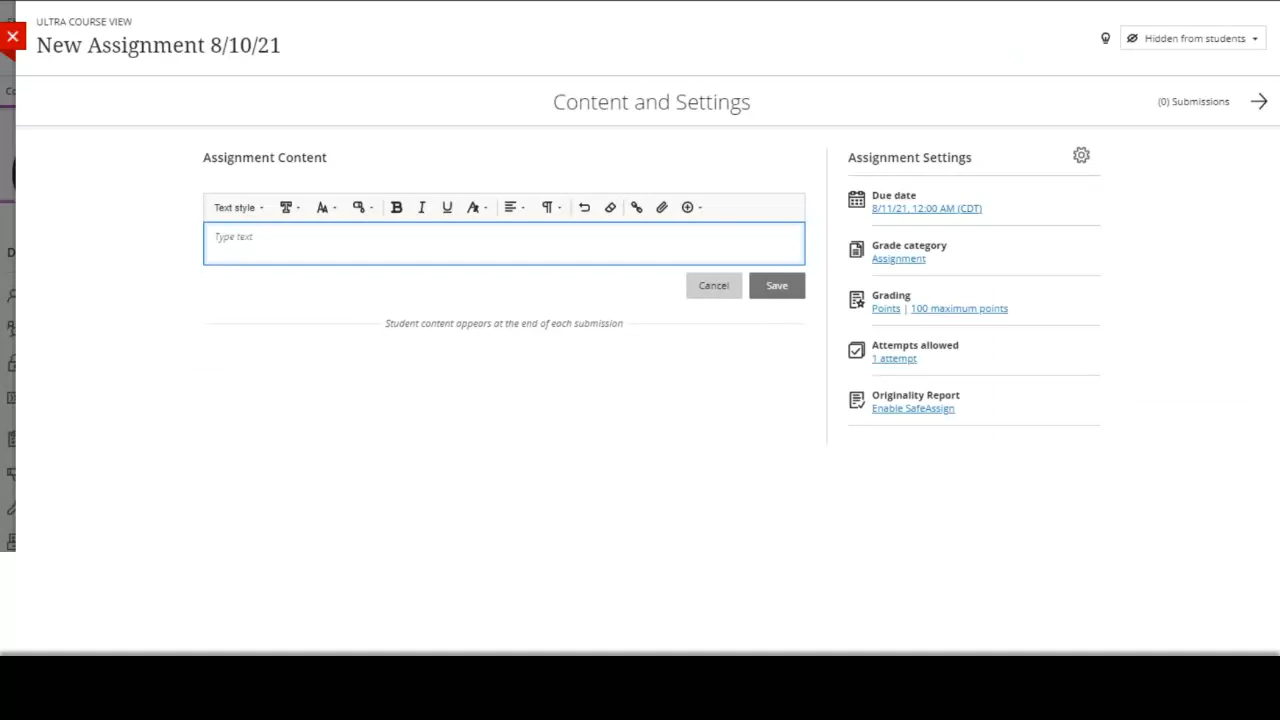 ULTRA COURSE VIEW
New Assignment 8/10/21
Hidden from students
Content and Settings
(0) Submissions
Assignment Content
Text style
Type text
Cancel
Save
Student content appears at the end of each submission
Assignment Settings
Due date
8/11/21, 12:00 AM (CDT)
Grade category
Assignment
Grading
Points | 100 maximum points
Attempts allowed
1 attempt
Originality Report
Enable SafeAssign